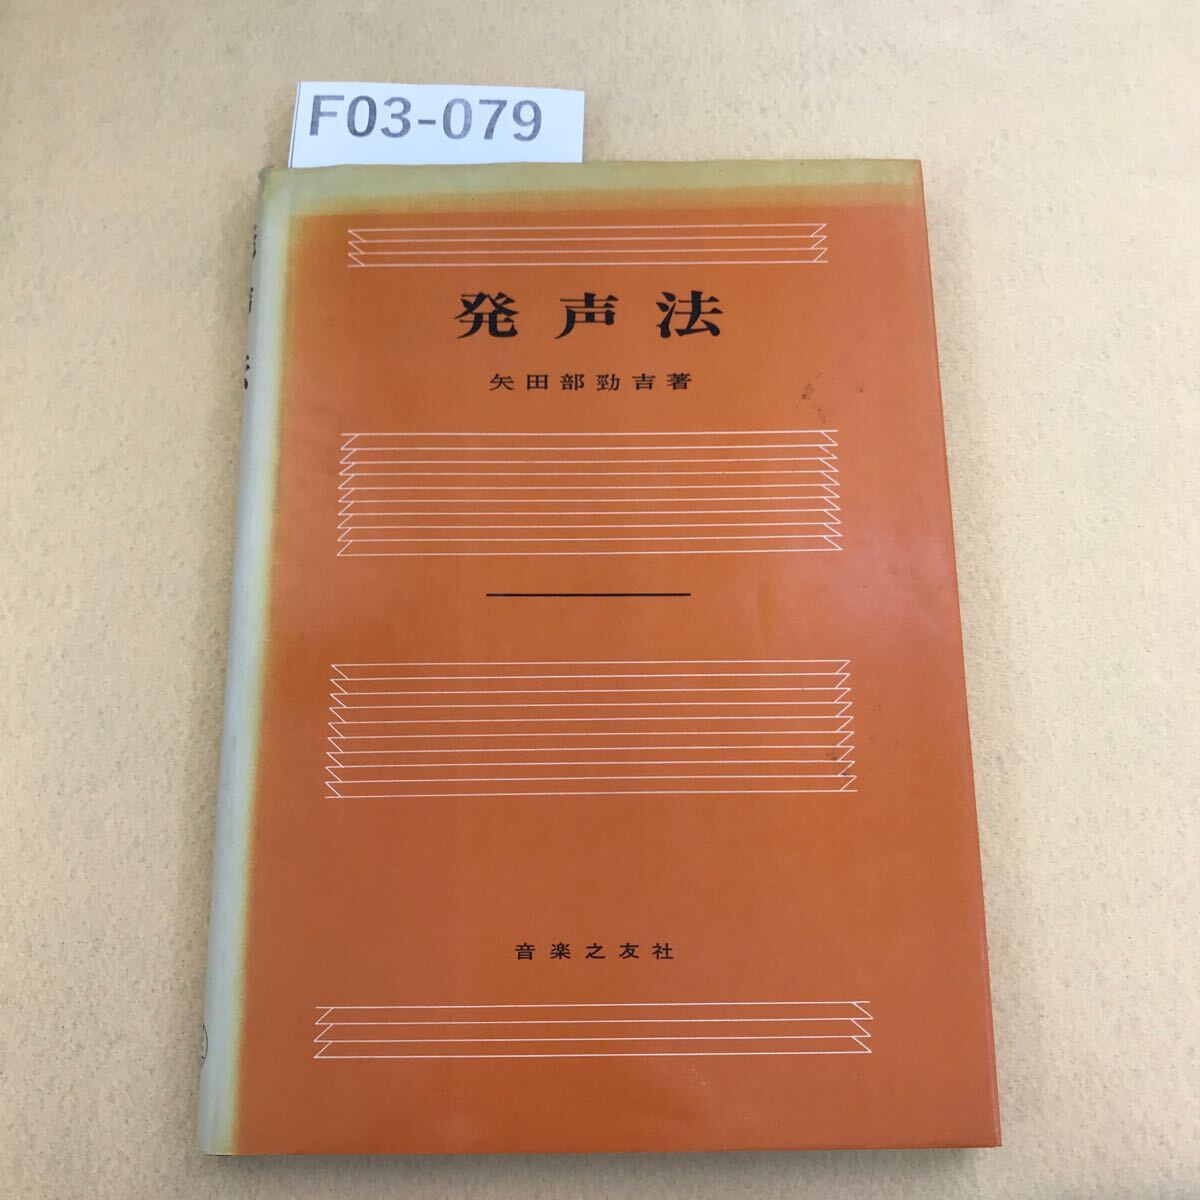 F03-079
発声法
矢田部勁吉著
音楽之友社